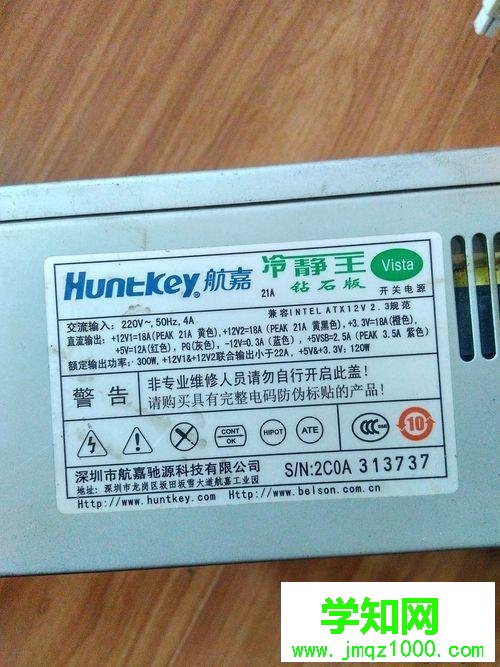 Huntkey 航嘉 冷静王 Vista
21A 钻石版 开关电源
兼容INTEL ATX12V 2.3规范
交流输入: 220V~, 50Hz, 4A
直流输出: +12V1=18A(PEAK 21A 黄色), +12V2=18A (PEAK 21A 黄黑色), +3.3V=18A(橙色),
+5V=12A(红色), PG(灰色), -12V=0.3A (蓝色), +5VSB=2.5A (PEAK 3.5A 紫色)
额定输出功率: 300W, +12V1&+12V2联合输出小于22A, +5V&+3.3V: 120W
警告
非专业维修人员请勿自行开启此盖!
请购买具有完整电码防伪标贴的产品!
CONT OK HIPOT ATE CCC 10
深圳市航嘉驰源科技有限公司
S/N:2C0A 313737
地址: 深圳市龙岗区坂田坂雪大道航嘉工业园
Http://www.huntkey.com Http://www.belson.com.cn
学知网
www.jmqz1000.com